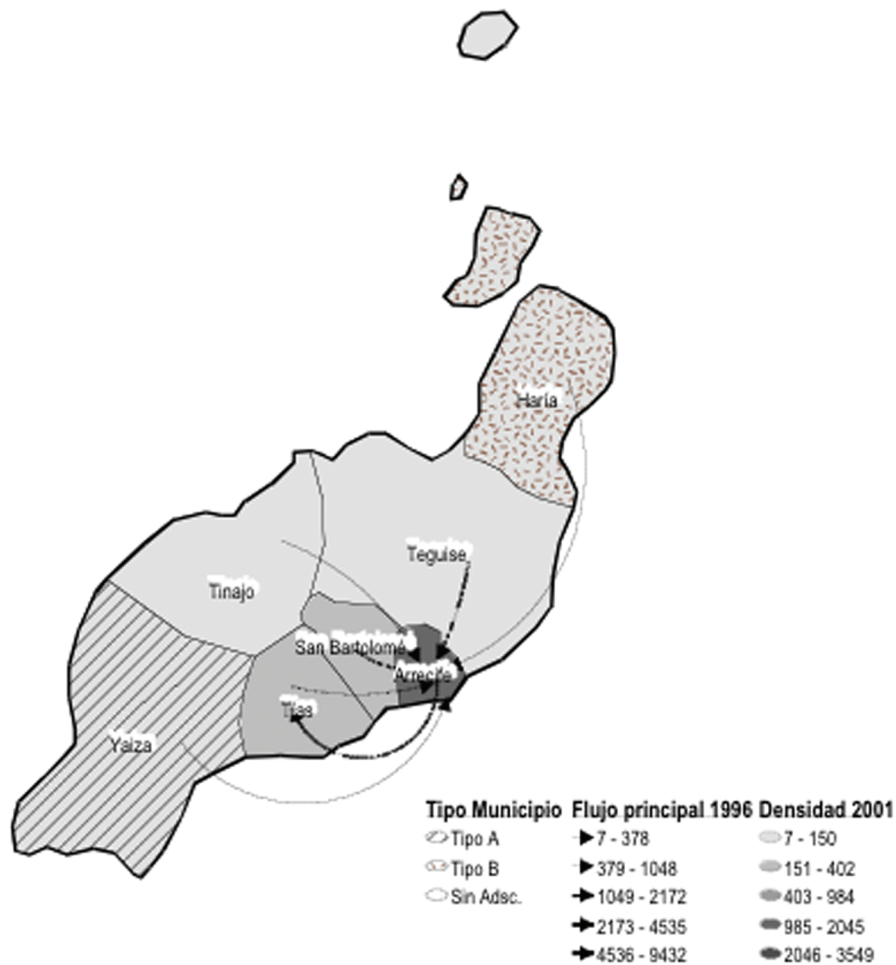 Haría
Teguise
Tinajo
San Bartolomé
Arrecife
Tías
Yaiza
Tipo Municipio Flujo principal 1996 Densidad 2001
Tipo A 7 - 378 7 - 150
Tipo B 379 - 1048 151 - 402
Sin Adsc. 1049 - 2172 403 - 984
2173 - 4535 985 - 2045
4536 - 9432 2046 - 3549